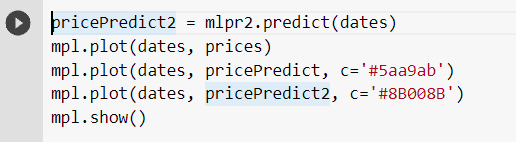 pricePredict2 = mlpr2.predict(dates)
mpl.plot(dates, prices)
mpl.plot(dates, pricePredict, c='#5aa9ab')
mpl.plot(dates, pricePredict2, c='#8B008B')
mpl.show()